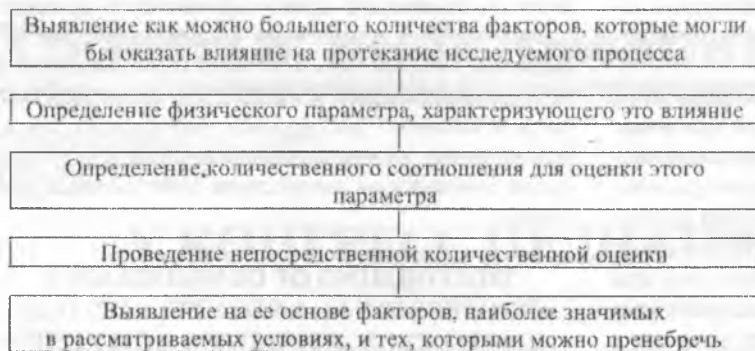 Выявление как можно большего количества факторов, которые могли
бы оказать влияние на протекание исследуемого процесса
Определение физического параметра, характеризующего это влияние
Определение,количественного соотношения для оценки этого
параметра
Проведение непосредственной количественной оценки
Выявление на ее основе факторов, наиболее значимых
в рассматриваемых условиях, и тех, которыми можно пренебречь